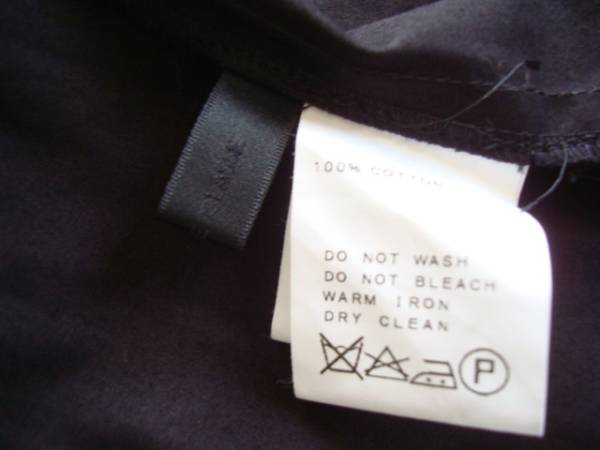 100% COTTON
DO NOT WASH
DO NOT BLEACH
WARM IRON
DRY CLEAN
P